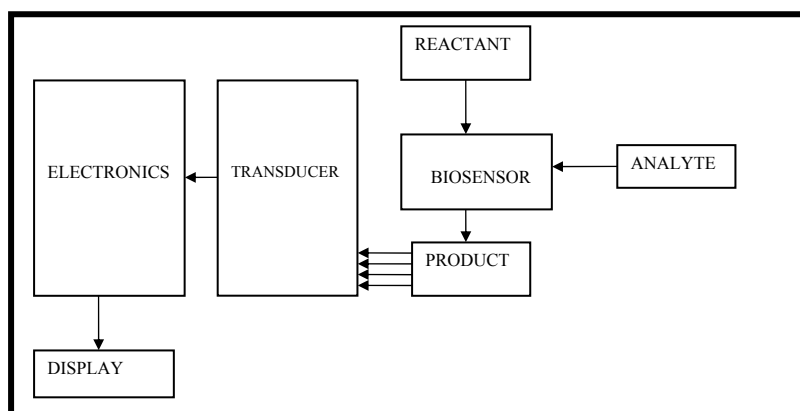 REACTANT
ELECTRONICS
TRANSDUCER
BIOSENSOR
ANALYTE
PRODUCT
DISPLAY